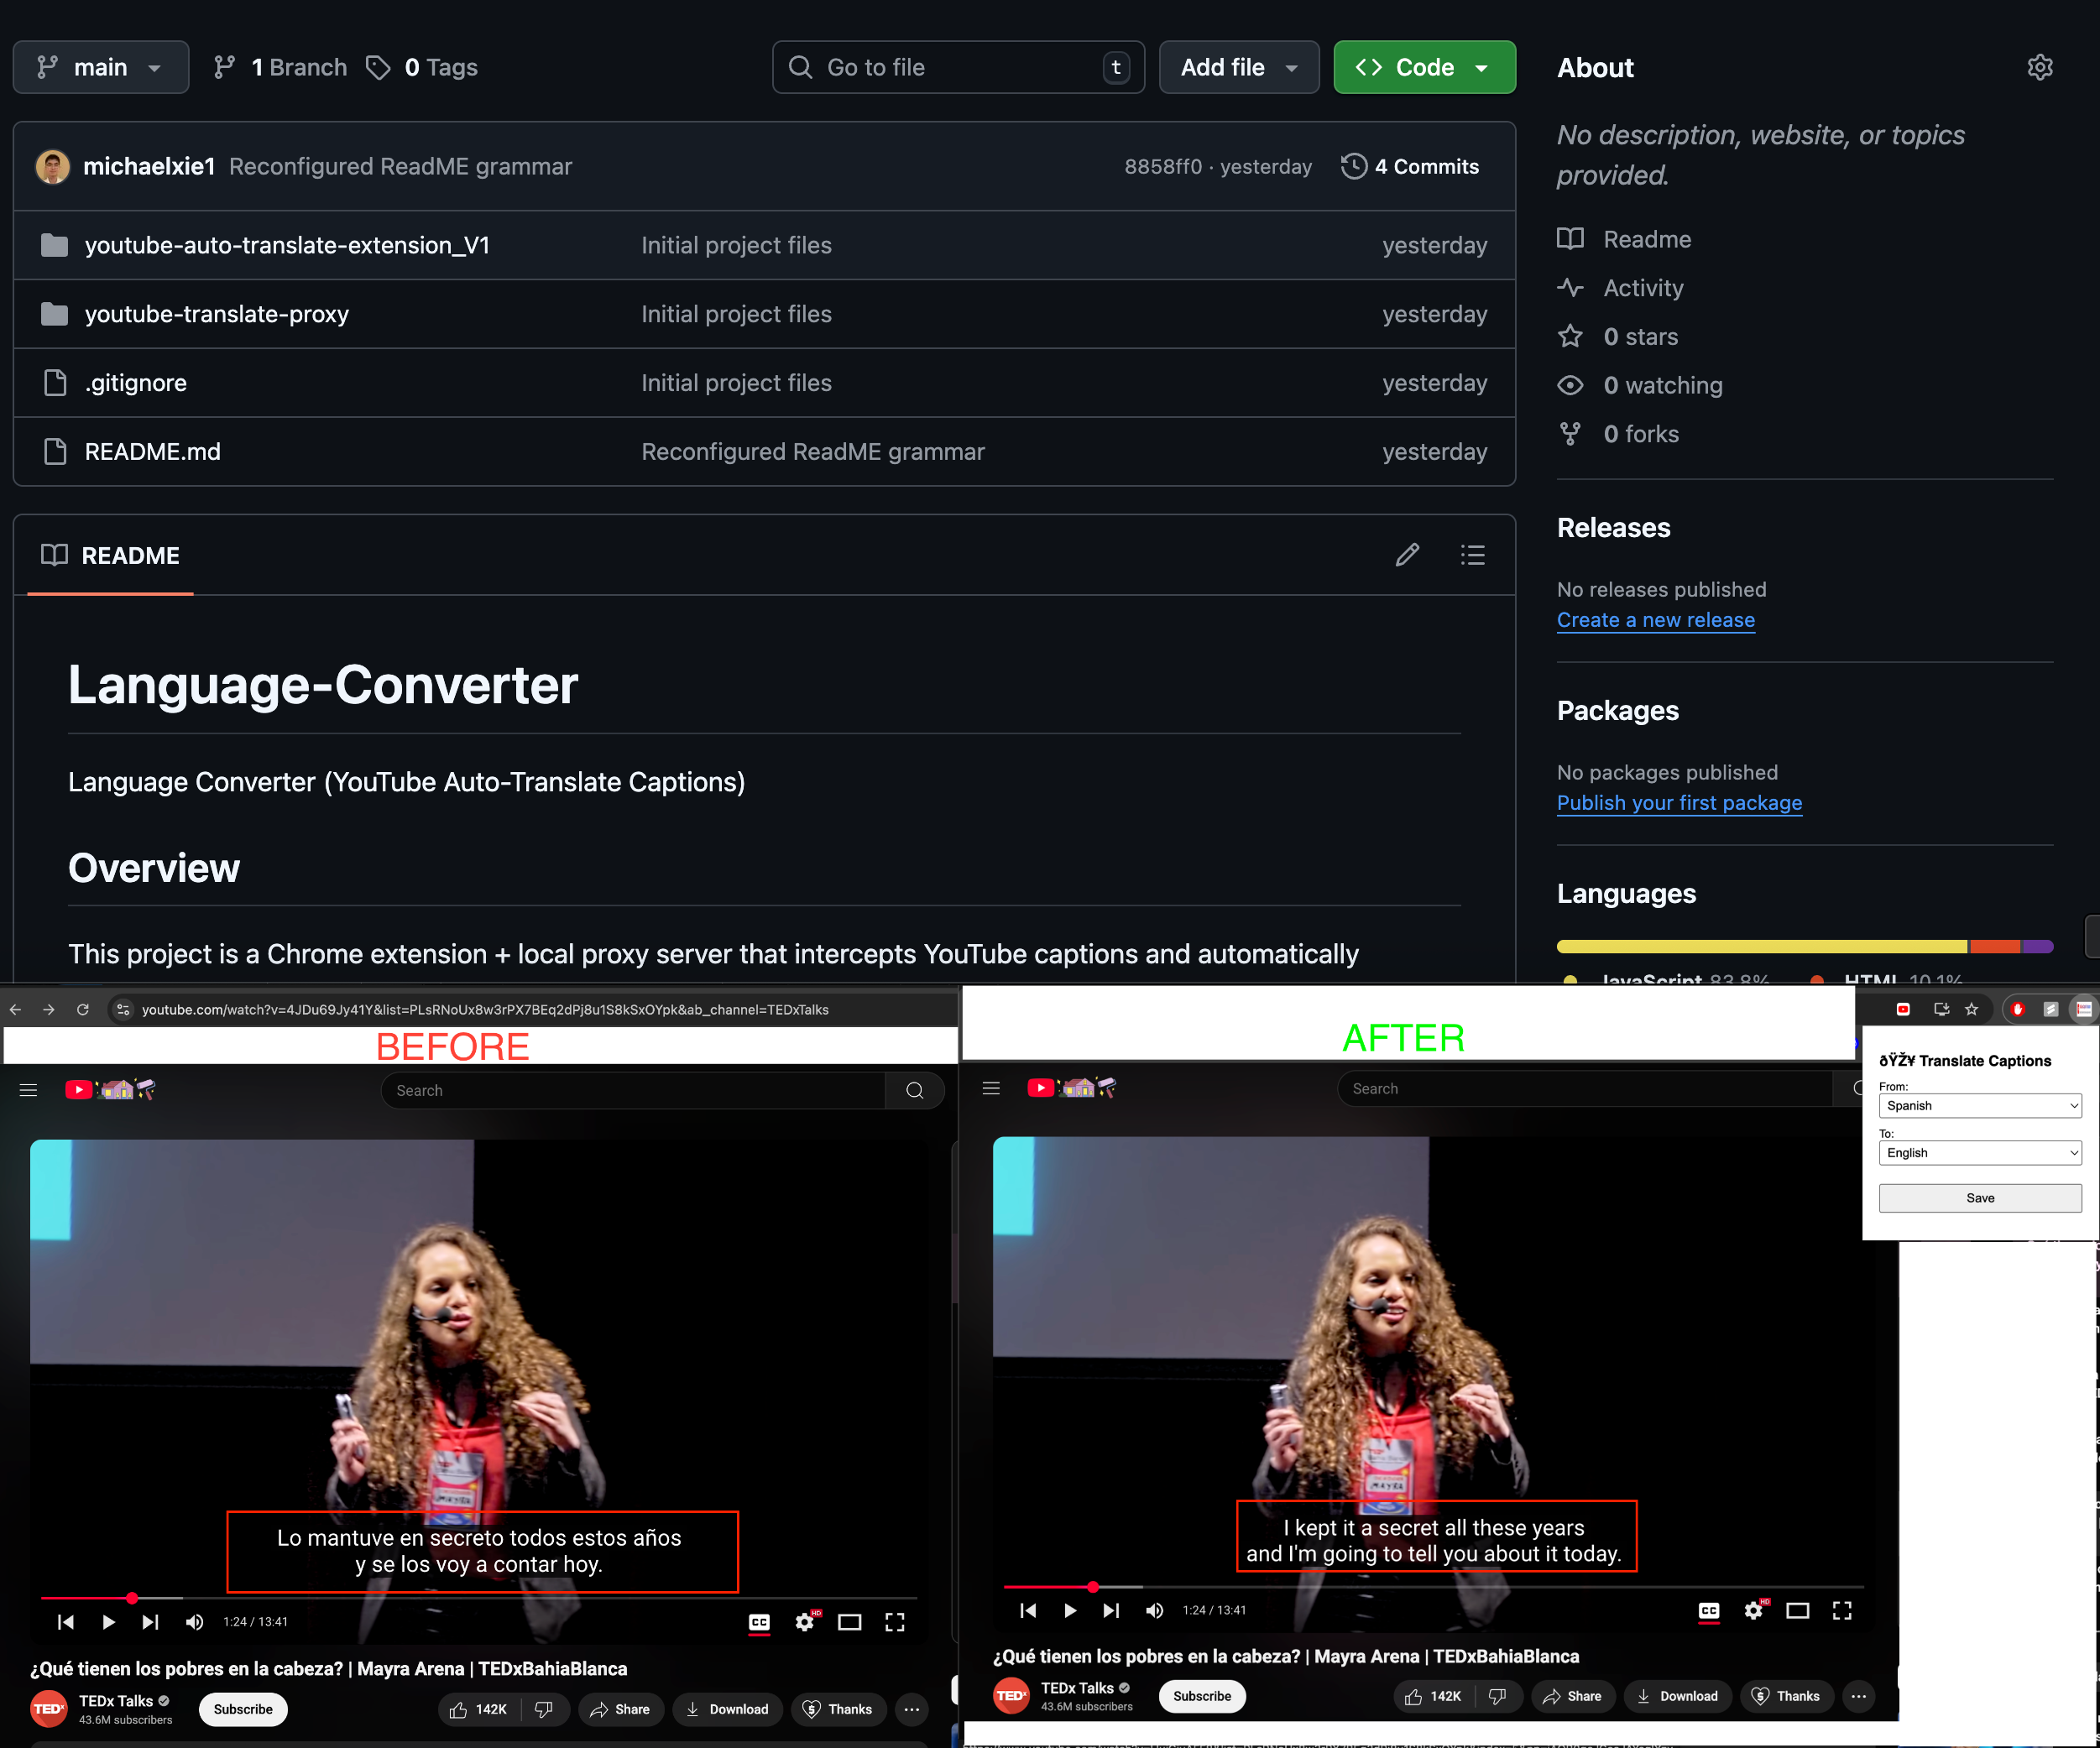 main
1 Branch
0 Tags
Go to file
t
Add file
Code
About
No description, website, or topics
provided.
michaelxie1 Reconfigured ReadME grammar
8858ff0 · yesterday
4 Commits
youtube-auto-translate-extension_V1 Initial project files yesterday
youtube-translate-proxy Initial project files yesterday
.gitignore Initial project files yesterday
README.md Reconfigured ReadME grammar yesterday
Readme
Activity
0 stars
0 watching
0 forks
Releases
No releases published
Create a new release
Packages
No packages published
Publish your first package
Languages
JavaScript 83.8% HTML 10.1%
README
Language-Converter
Language Converter (YouTube Auto-Translate Captions)
Overview
This project is a Chrome extension + local proxy server that intercepts YouTube captions and automatically
youtube.com/watch?v=4JDu69Jy41Y&list=PLsRNoUx8w3rPX7BEq2dPj8u1S8kSxOYpk&ab_channel=TEDxTalks
BEFORE
Search
MAYRA
Lo mantuve en secreto todos estos años
y se los voy a contar hoy.
1:24 / 13:41
CC
HD
¿Qué tienen los pobres en la cabeza? | Mayra Arena | TEDxBahiaBlanca
TEDx
TEDx Talks
43.6M subscribers
Subscribe
142K
Share
Download
Thanks
AFTER
Search
ðŸŽ¥ Translate Captions
From:
Spanish
To:
English
Save
MAYRA
I kept it a secret all these years
and I'm going to tell you about it today.
1:24 / 13:41
CC
HD
¿Qué tienen los pobres en la cabeza? | Mayra Arena | TEDxBahiaBlanca
TEDx
TEDx Talks
43.6M subscribers
Subscribe
142K
Share
Download
Thanks